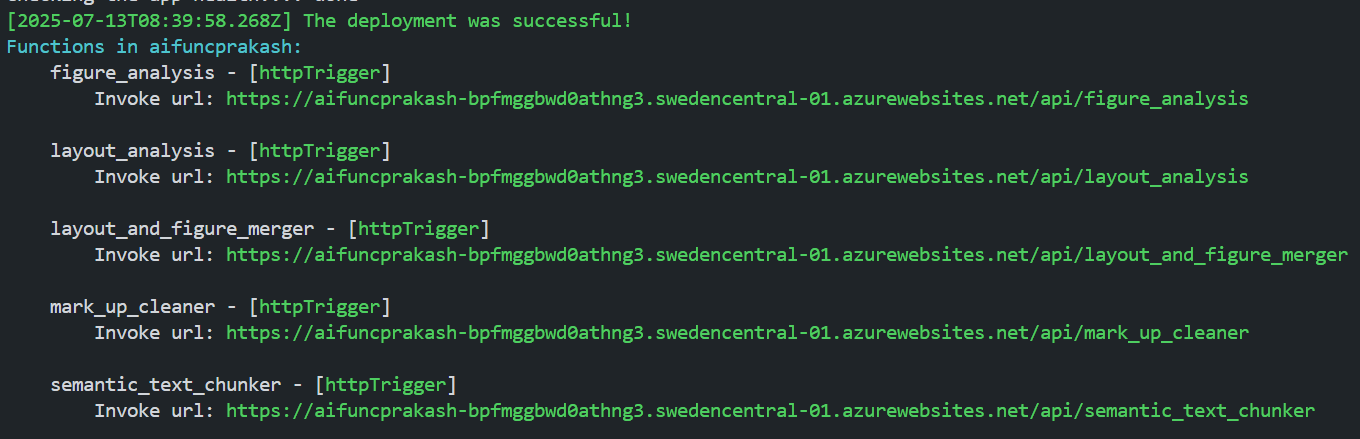 [2025-07-13T08:39:58.268Z] The deployment was successful!
Functions in aifuncprakash:
figure_analysis - [httpTrigger]
Invoke url: https://aifuncprakash-bpfmggbwd0athng3.swedencentral-01.azurewebsites.net/api/figure_analysis
layout_analysis - [httpTrigger]
Invoke url: https://aifuncprakash-bpfmggbwd0athng3.swedencentral-01.azurewebsites.net/api/layout_analysis
layout_and_figure_merger - [httpTrigger]
Invoke url: https://aifuncprakash-bpfmggbwd0athng3.swedencentral-01.azurewebsites.net/api/layout_and_figure_merger
mark_up_cleaner - [httpTrigger]
Invoke url: https://aifuncprakash-bpfmggbwd0athng3.swedencentral-01.azurewebsites.net/api/mark_up_cleaner
semantic_text_chunker - [httpTrigger]
Invoke url: https://aifuncprakash-bpfmggbwd0athng3.swedencentral-01.azurewebsites.net/api/semantic_text_chunker